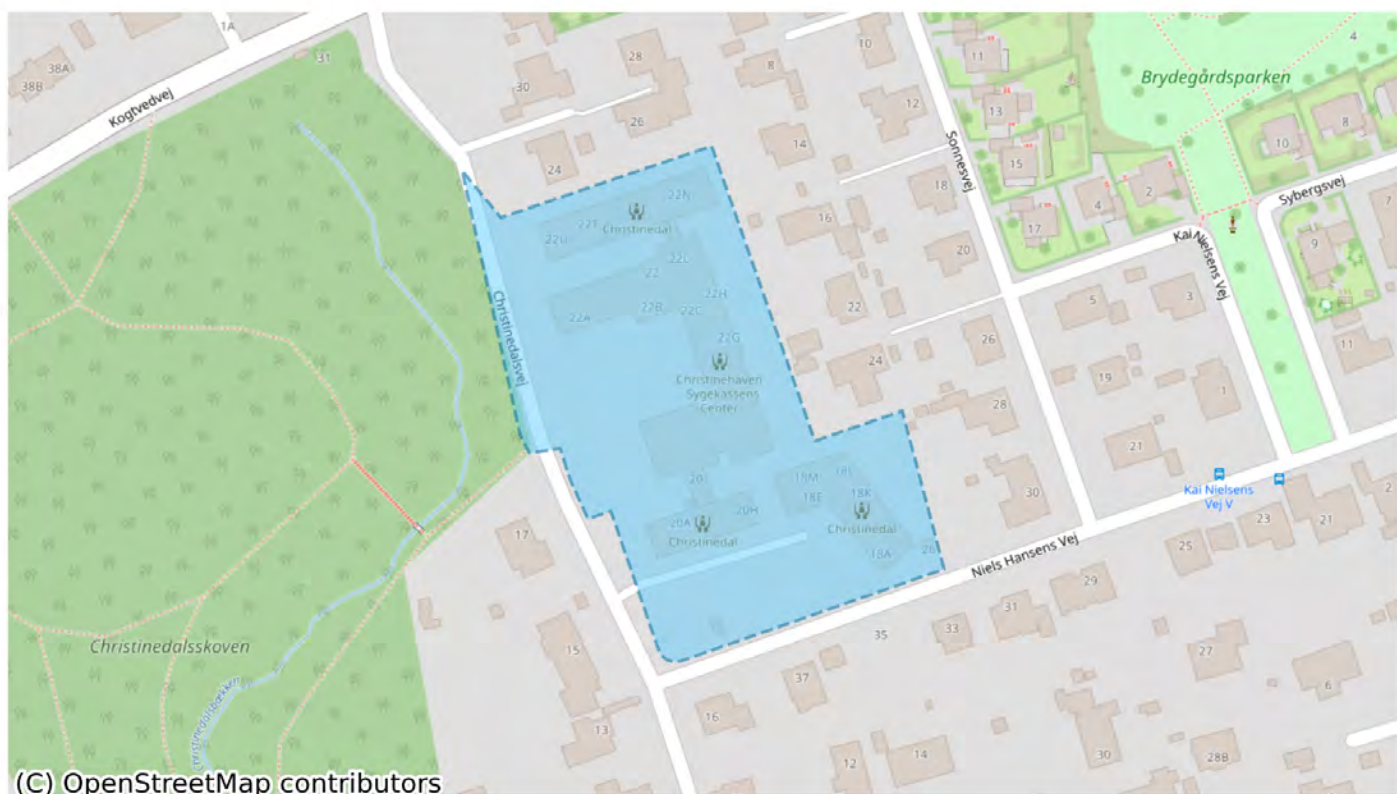 1A
31
38A
38B
Kogtvedvej
28
30
26
24
8
10
12
14
11
13
15
17
Brydegårdsparken
4
8
10
2
4
Sybergsvej
7
9
11
Sonnesvej
18
16
20
22
24
26
28
30
Kai Nielsens Vej
5
3
19
1
21
22N
22T
22U
Christinedal
22L
22
22H
22B
22C
22A
22G
Christinehaven
Sygekassens
Center
Christinedalsvej
18M
18L
18E
18K
20
20A
20H
Christinedal
Christinedal
18A
26
Kai Nielsens
Vej V
2
21
23
25
Niels Hansens Vej
29
31
33
35
37
27
6
17
15
13
16
12
14
30
28B
Christinedalsskoven
Christinedalsbækken
(C) OpenStreetMap contributors